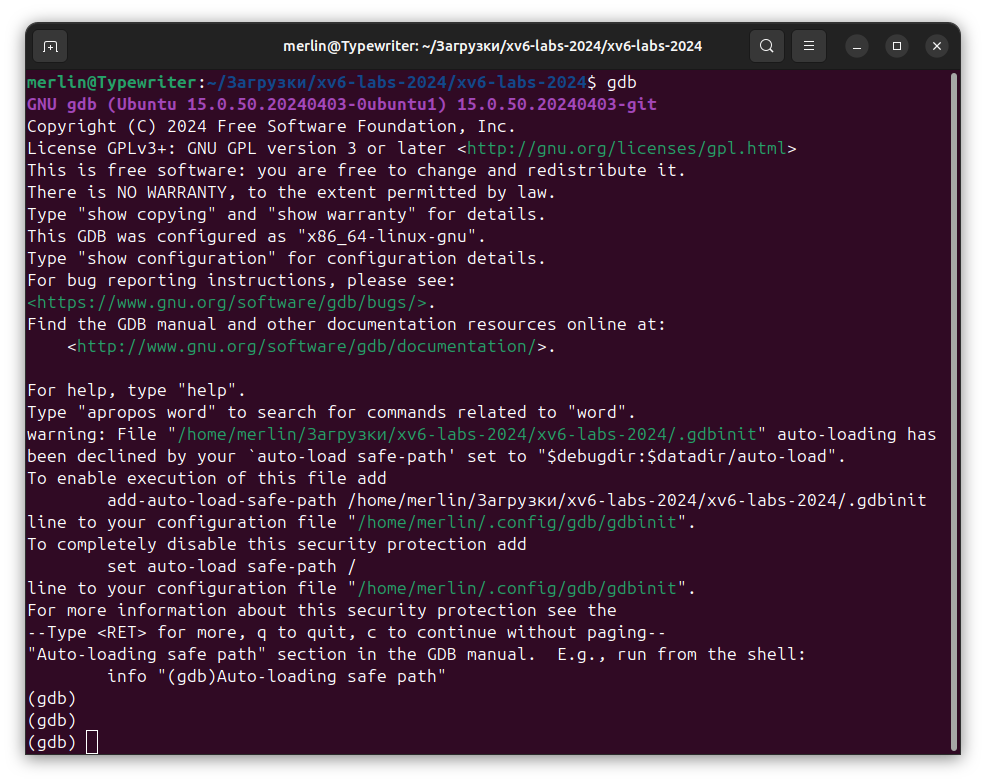 merlin@Typewriter: ~/Загрузки/xv6-labs-2024/xv6-labs-2024
merlin@Typewriter:~/Загрузки/xv6-labs-2024/xv6-labs-2024$ gdb
GNU gdb (Ubuntu 15.0.50.20240403-0ubuntu1) 15.0.50.20240403-git
Copyright (C) 2024 Free Software Foundation, Inc.
License GPLv3+: GNU GPL version 3 or later <http://gnu.org/licenses/gpl.html>
This is free software: you are free to change and redistribute it.
There is NO WARRANTY, to the extent permitted by law.
Type "show copying" and "show warranty" for details.
This GDB was configured as "x86_64-linux-gnu".
Type "show configuration" for configuration details.
For bug reporting instructions, please see:
<https://www.gnu.org/software/gdb/bugs/>.
Find the GDB manual and other documentation resources online at:
    <http://www.gnu.org/software/gdb/documentation/>.

For help, type "help".
Type "apropos word" to search for commands related to "word".
warning: File "/home/merlin/Загрузки/xv6-labs-2024/xv6-labs-2024/.gdbinit" auto-loading has
been declined by your `auto-load safe-path' set to "$debugdir:$datadir/auto-load".
To enable execution of this file add
        add-auto-load-safe-path /home/merlin/Загрузки/xv6-labs-2024/xv6-labs-2024/.gdbinit
line to your configuration file "/home/merlin/.config/gdb/gdbinit".
To completely disable this security protection add
        set auto-load safe-path /
line to your configuration file "/home/merlin/.config/gdb/gdbinit".
For more information about this security protection see the
--Type <RET> for more, q to quit, c to continue without paging--
"Auto-loading safe path" section in the GDB manual.  E.g., run from the shell:
        info "(gdb)Auto-loading safe path"
(gdb)
(gdb)
(gdb)